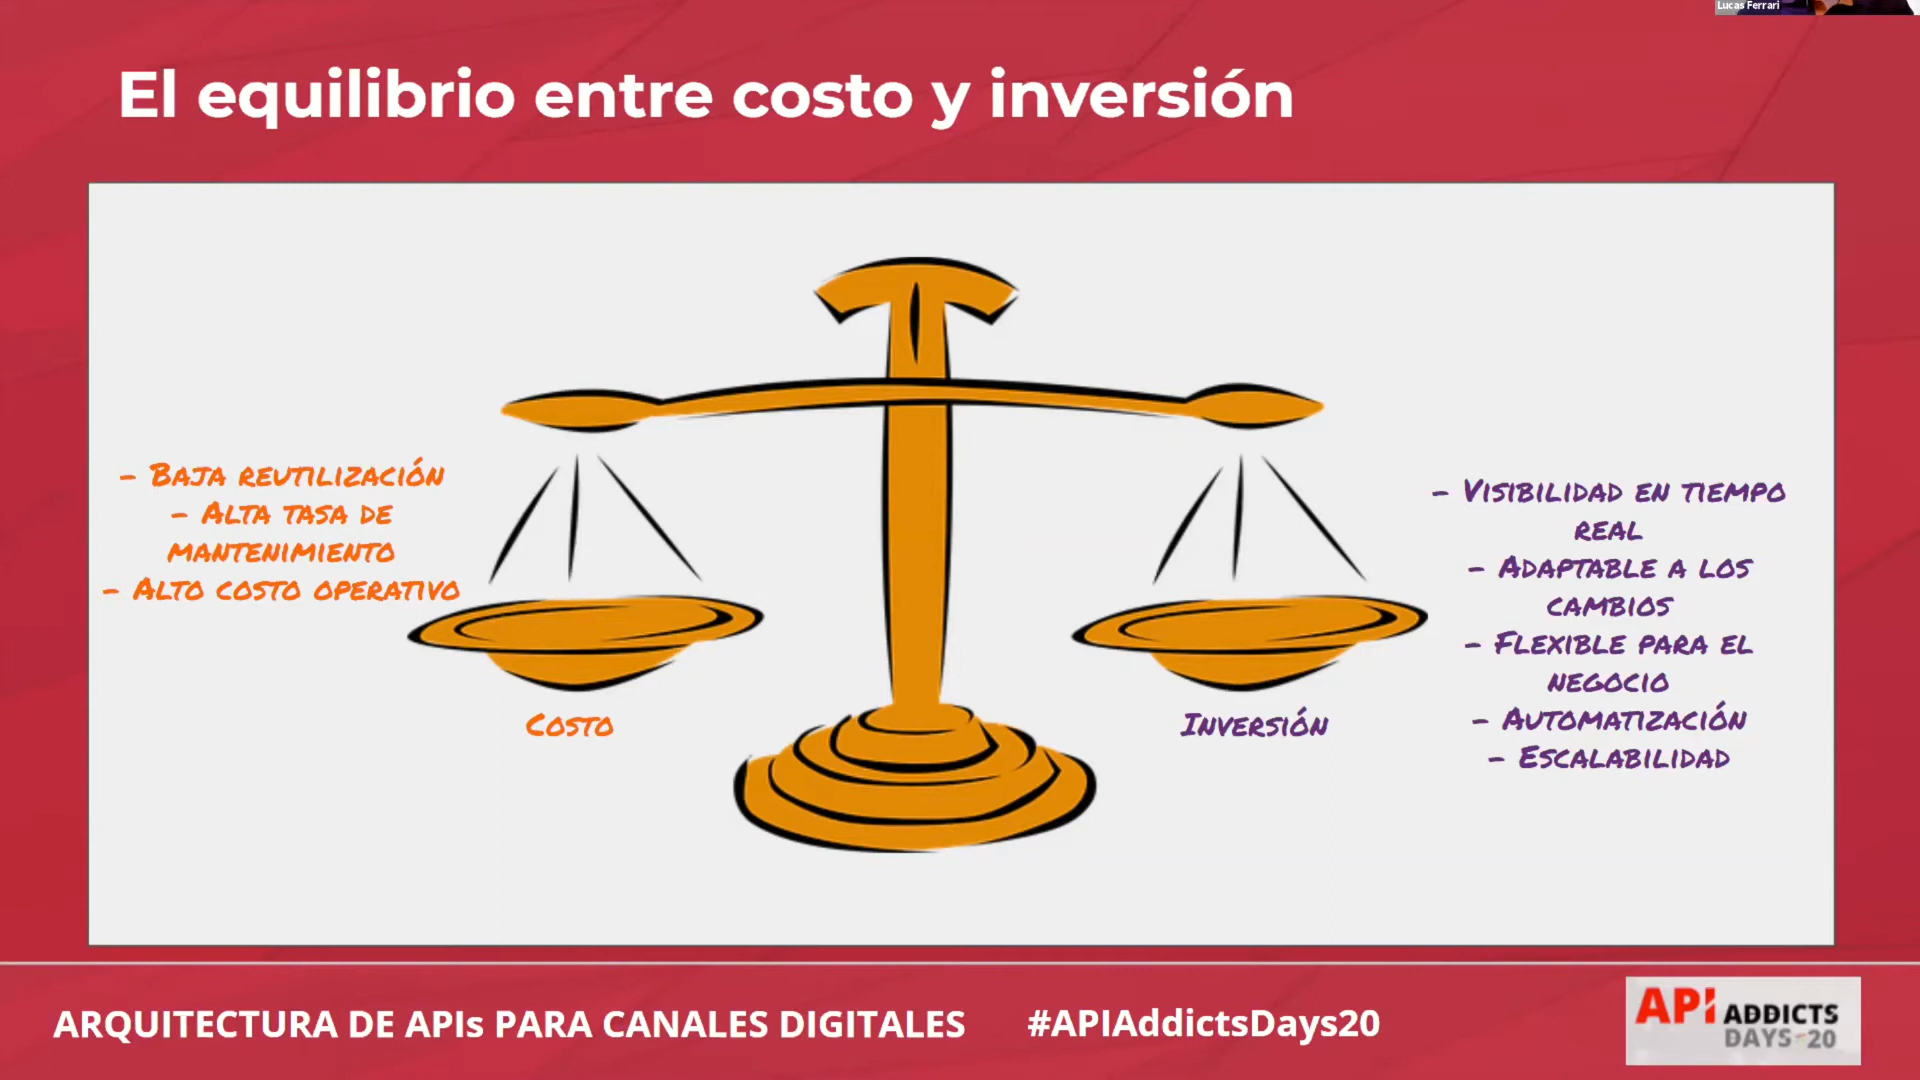 Lucas Ferrari
El equilibrio entre costo y inversión
- Baja reutilización
- Alta tasa de
mantenimiento
- Alto costo operativo
Costo
Inversión
- Visibilidad en tiempo
real
- Adaptable a los
cambios
- Flexible para el
negocio
- Automatización
- Escalabilidad
ARQUITECTURA DE APIs PARA CANALES DIGITALES
#APIAddictsDays20
API ADDICTS
DAYS-20